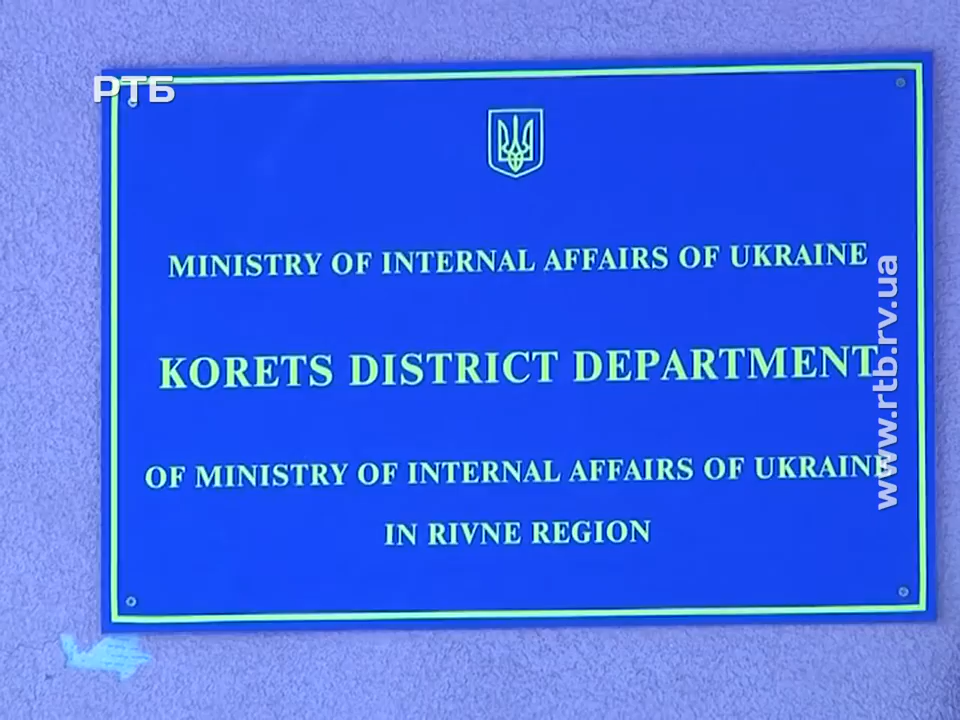 РТБ
MINISTRY OF INTERNAL AFFAIRS OF UKRAINE
KORETS DISTRICT DEPARTMENT
OF MINISTRY OF INTERNAL AFFAIRS OF UKRAINE
IN RIVNE REGION
www.rtb.rv.ua